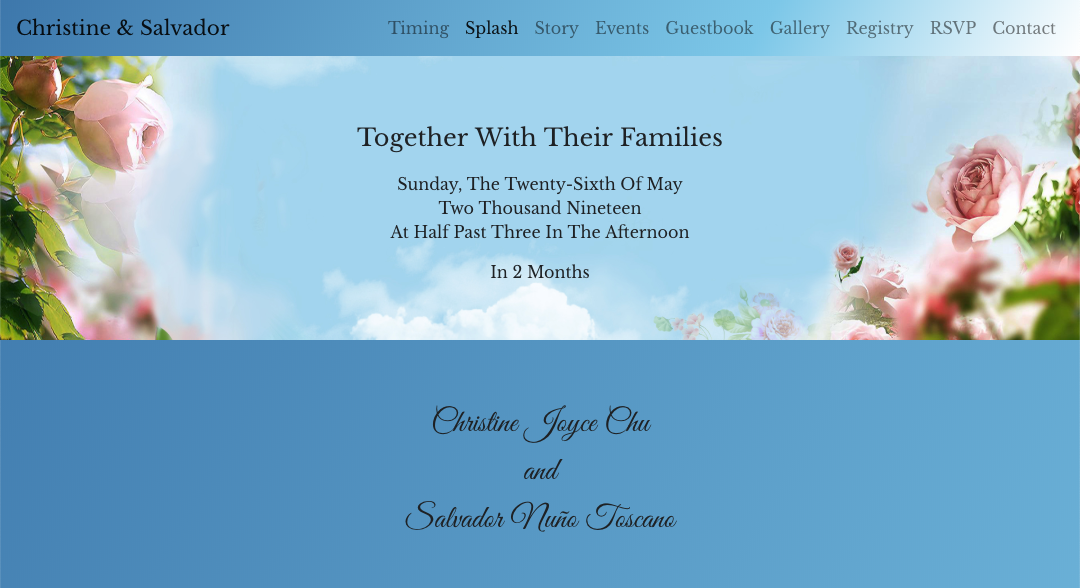 Christine & Salvador
Timing Splash Story Events Guestbook Gallery Registry RSVP Contact
Together With Their Families
Sunday, The Twenty-Sixth Of May
Two Thousand Nineteen
At Half Past Three In The Afternoon
In 2 Months
Christine Joyce Chu
and
Salvador Nuño Toscano